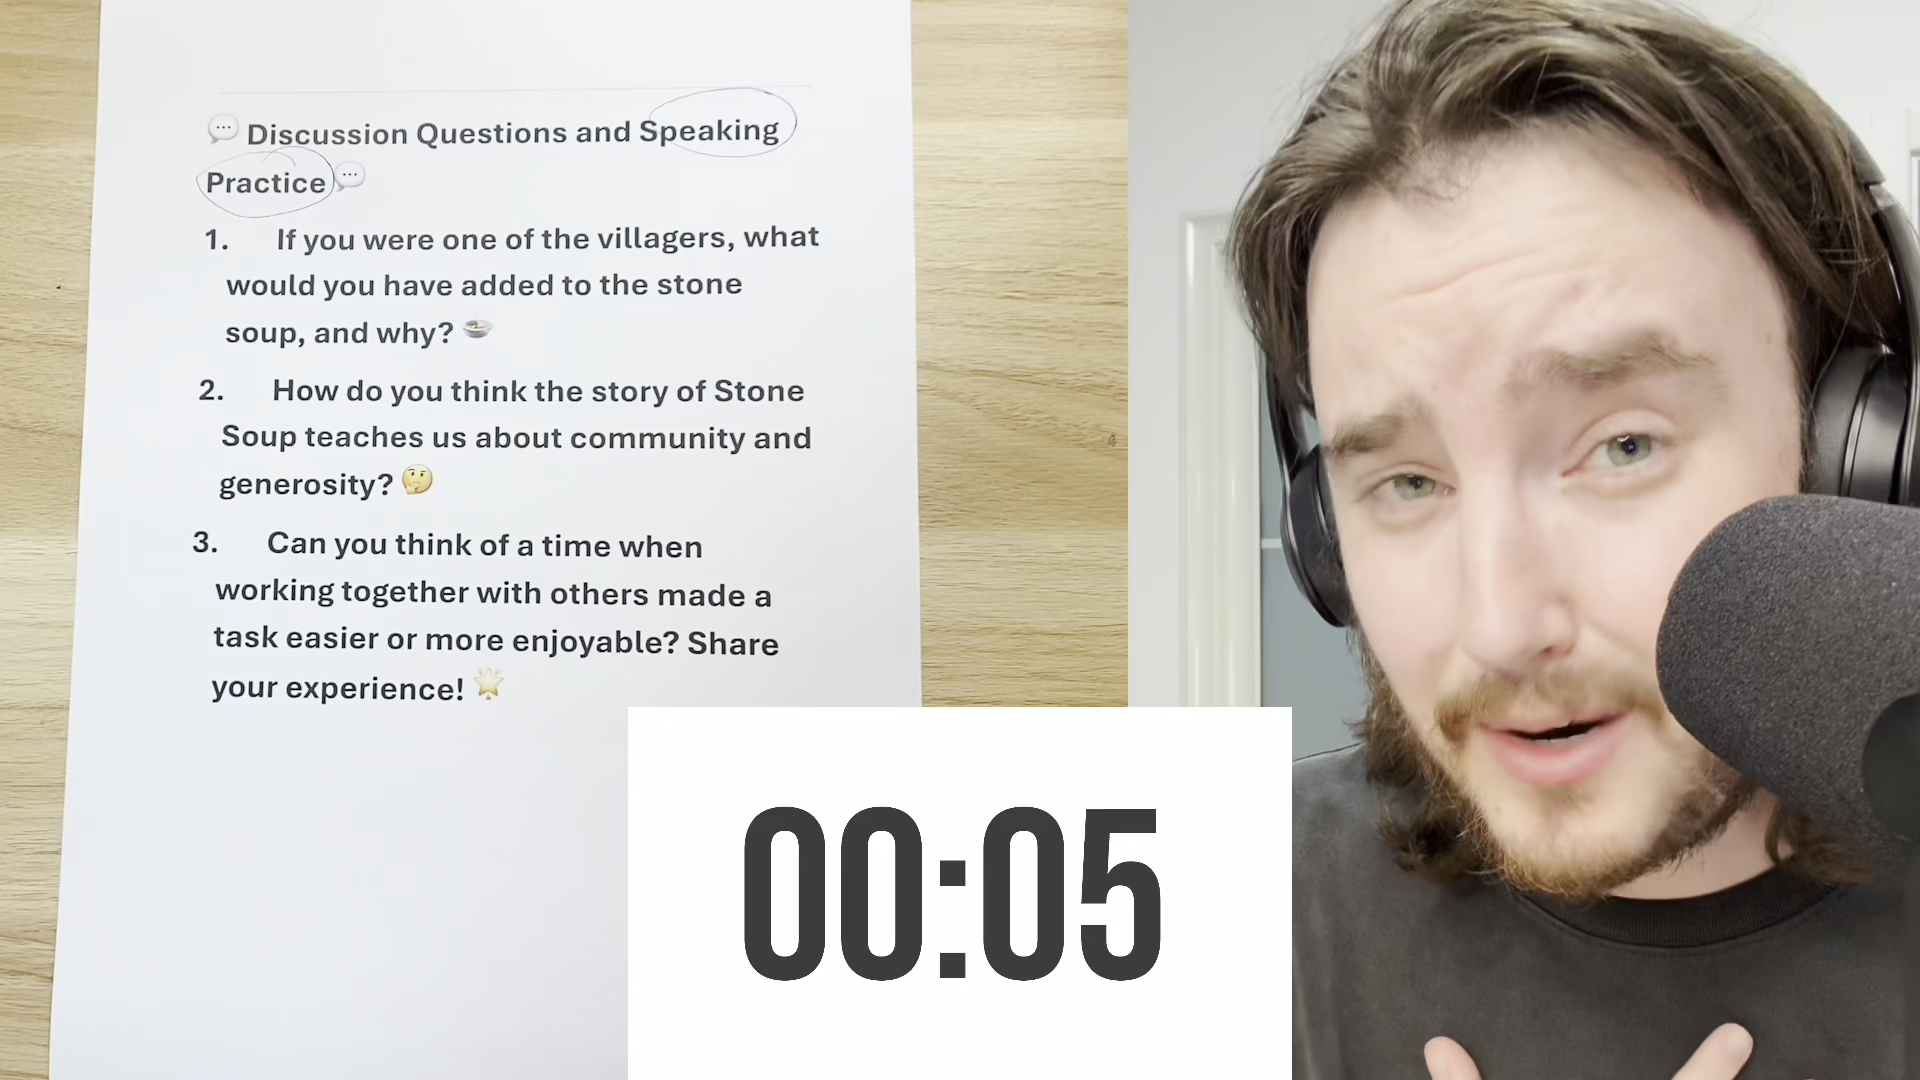 💬 Discussion Questions and Speaking
Practice 💬
1. If you were one of the villagers, what
would you have added to the stone
soup, and why? 🍲
2. How do you think the story of Stone
Soup teaches us about community and
generosity? 🤔
3. Can you think of a time when
working together with others made a
task easier or more enjoyable? Share
your experience! 🌟
00:05